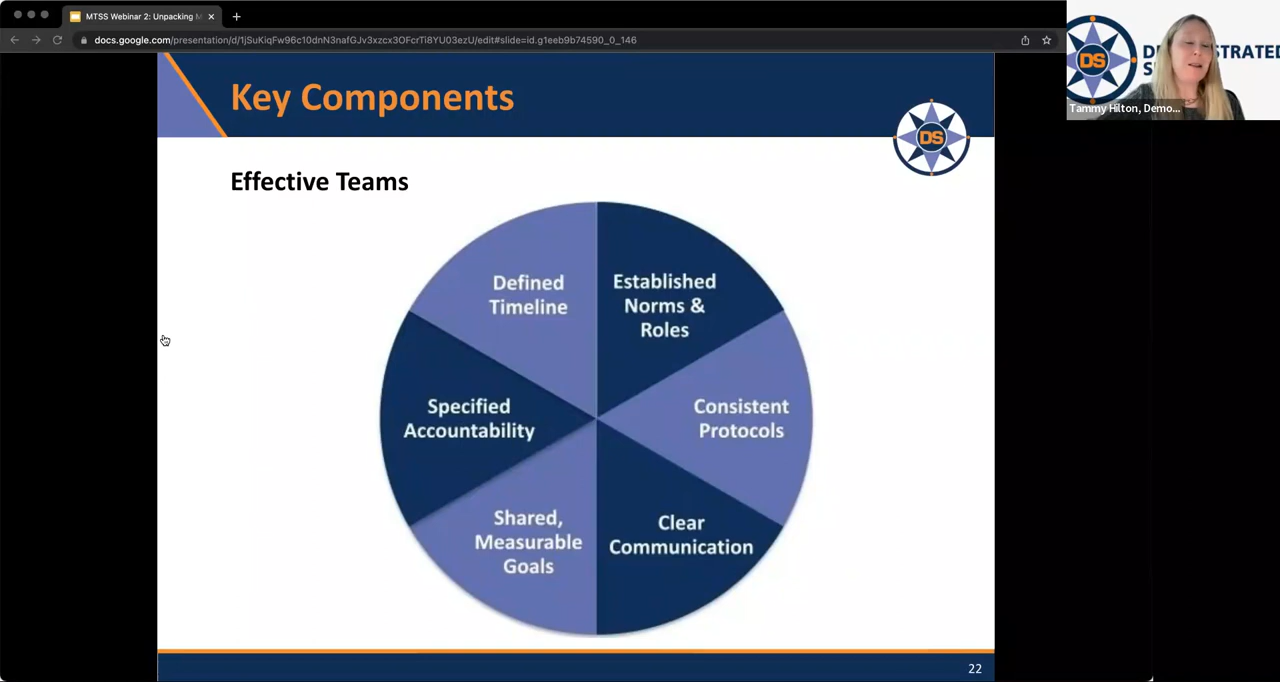 MTSS Webinar 2: Unpacking M
docs.google.com/presentation/d/1jSuKiqFw96c10dnN3nafGJv3xzcx3OFcrTi8YU03ezU/edit#slide=id.g1eeb9b74590_0_146
Key Components
DS
Effective Teams
Defined
Timeline
Established
Norms &
Roles
Specified
Accountability
Consistent
Protocols
Shared,
Measurable
Goals
Clear
Communication
22
DS
Tammy Hilton, Demo...